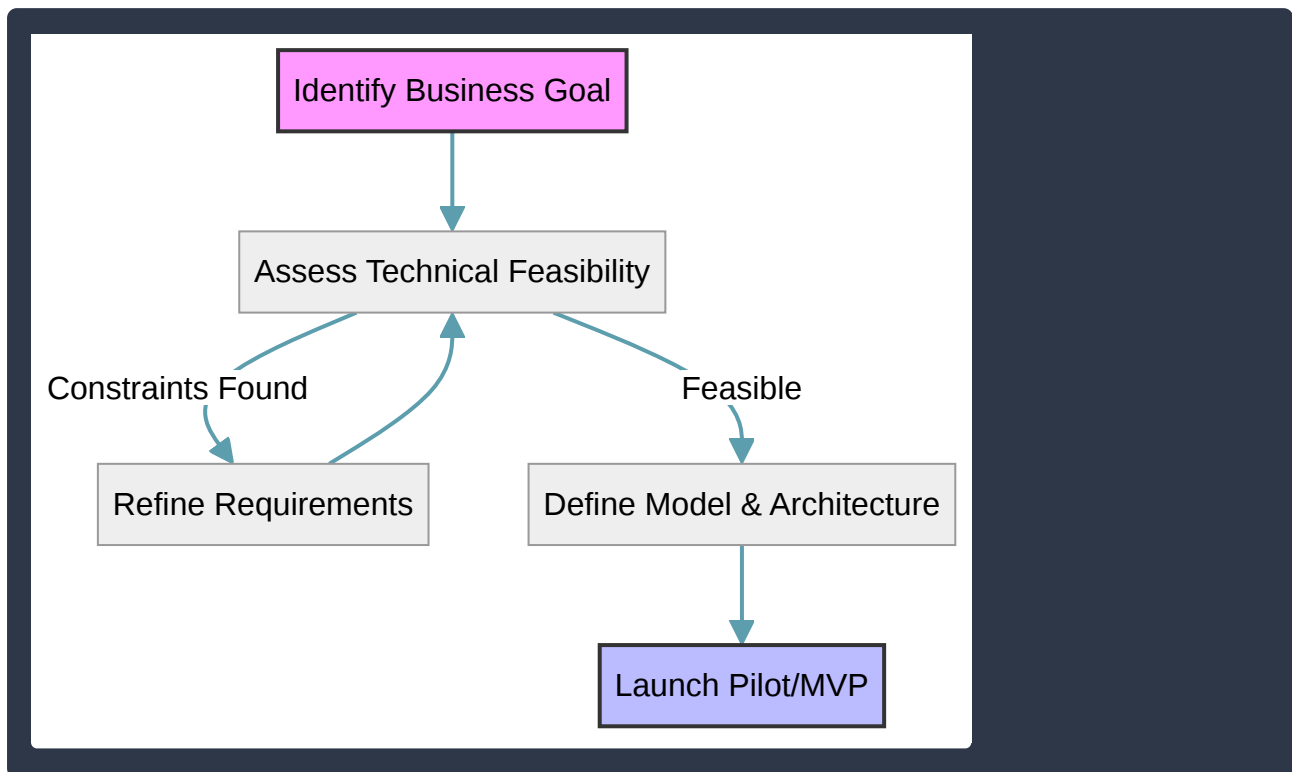 Identify Business Goal
Assess Technical Feasibility
Constraints Found
Feasible
Refine Requirements
Define Model & Architecture
Launch Pilot/MVP